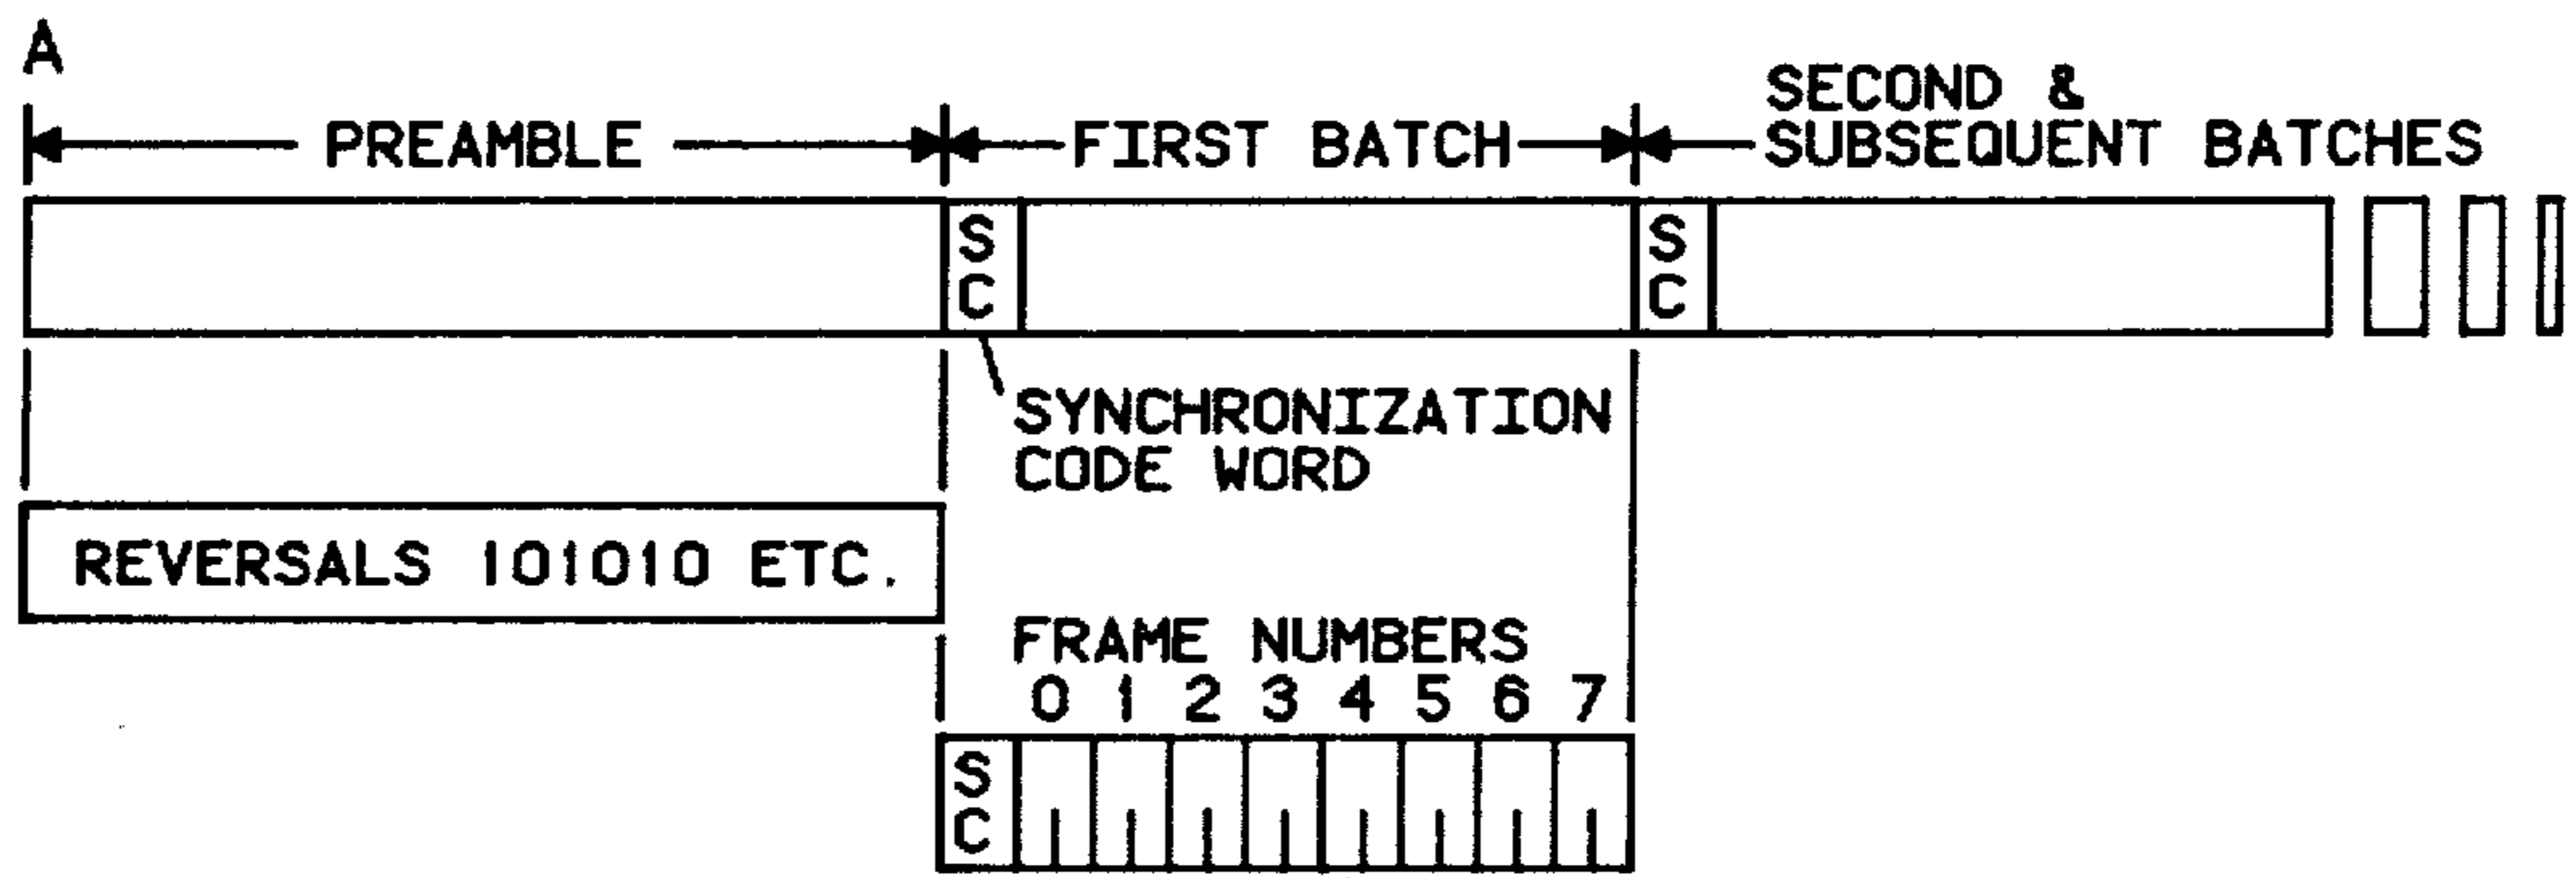 A
PREAMBLE
FIRST BATCH
SECOND &
SUBSEQUENT BATCHES
S
C
S
C
SYNCHRONIZATION
CODE WORD
REVERSALS 101010 ETC.
FRAME NUMBERS
0 1 2 3 4 5 6 7
S
C